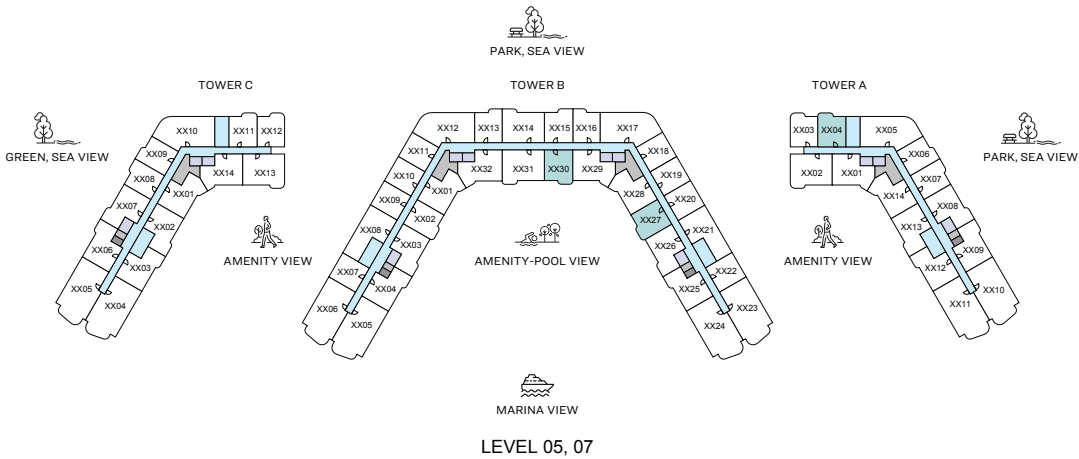 PARK, SEA VIEW
TOWER C
TOWER B
TOWER A
GREEN, SEA VIEW
PARK, SEA VIEW
AMENITY VIEW
AMENITY-POOL VIEW
AMENITY VIEW
XX10
XX11
XX12
XX09
XX08
XX01
XX14
XX13
XX07
XX02
XX06
XX03
XX05
XX04
XX12
XX13
XX14
XX15
XX16
XX17
XX11
XX32
XX31
XX30
XX29
XX18
XX10
XX01
XX28
XX19
XX09
XX02
XX27
XX20
XX08
XX03
XX26
XX21
XX07
XX04
XX25
XX22
XX06
XX05
XX24
XX23
XX03
XX04
XX05
XX02
XX01
XX06
XX14
XX07
XX13
XX08
XX12
XX09
XX11
XX10
MARINA VIEW
LEVEL 05, 07